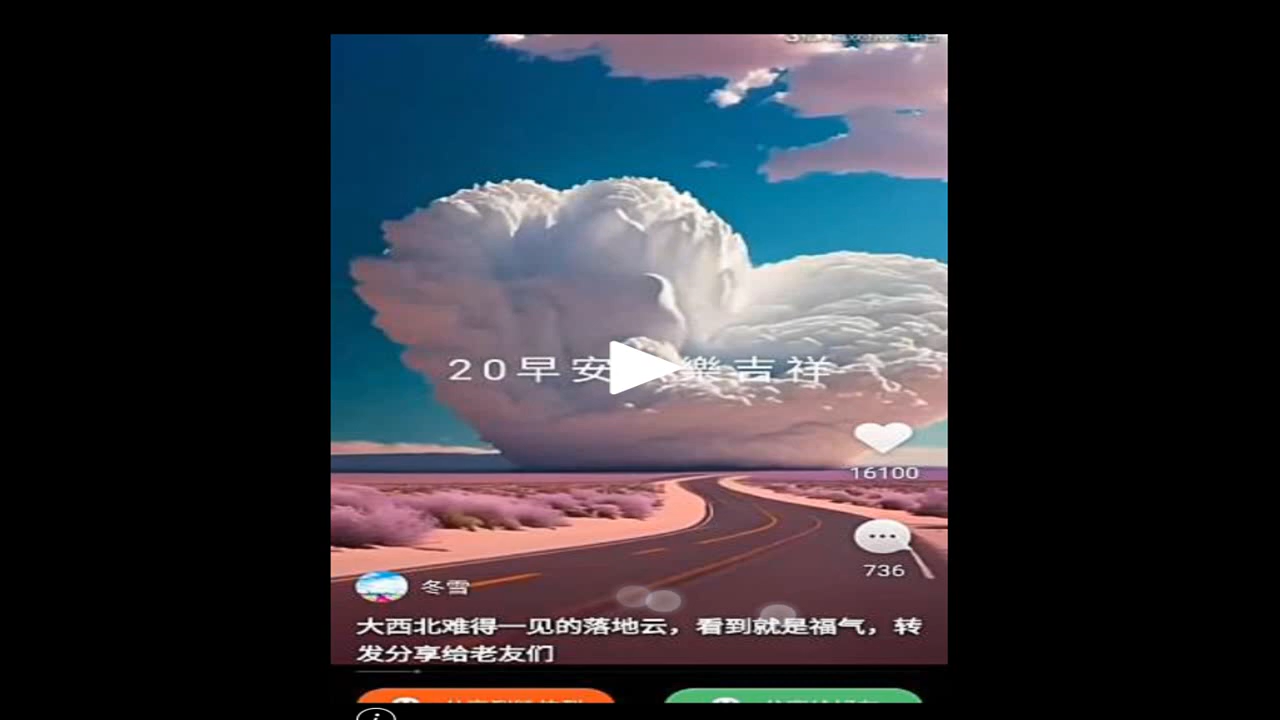 20早安 樂吉祥
16100
736
冬雪
大西北难得一见的落地云，看到就是福气，转
发分享给老友们